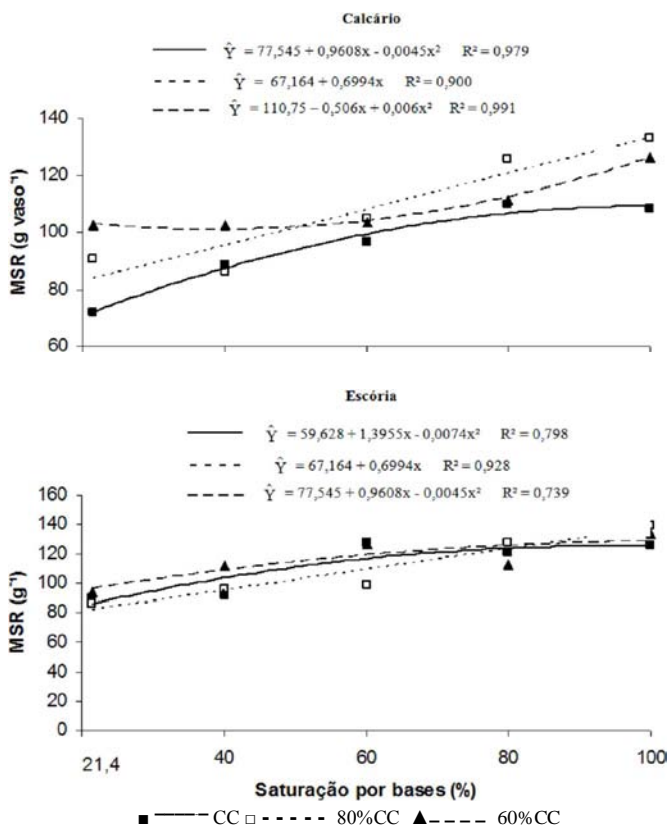 Calcário
Ŷ = 77,545 + 0,9608x - 0,0045x² R² = 0,979
Ŷ = 67,164 + 0,6994x R² = 0,900
Ŷ = 110,75 – 0,506x + 0,006x² R² = 0,991
140
120
100
80
60
MSR (g vaso⁻¹)
Escória
Ŷ = 59,628 + 1,3955x - 0,0074x² R² = 0,798
Ŷ = 67,164 + 0,6994x R² = 0,928
Ŷ = 77,545 + 0,9608x - 0,0045x² R² = 0,739
160
140
120
100
80
60
40
20
0
MSR (g⁻¹)
21,4 40 60 80 100
Saturação por bases (%)
CC 80%CC 60%CC